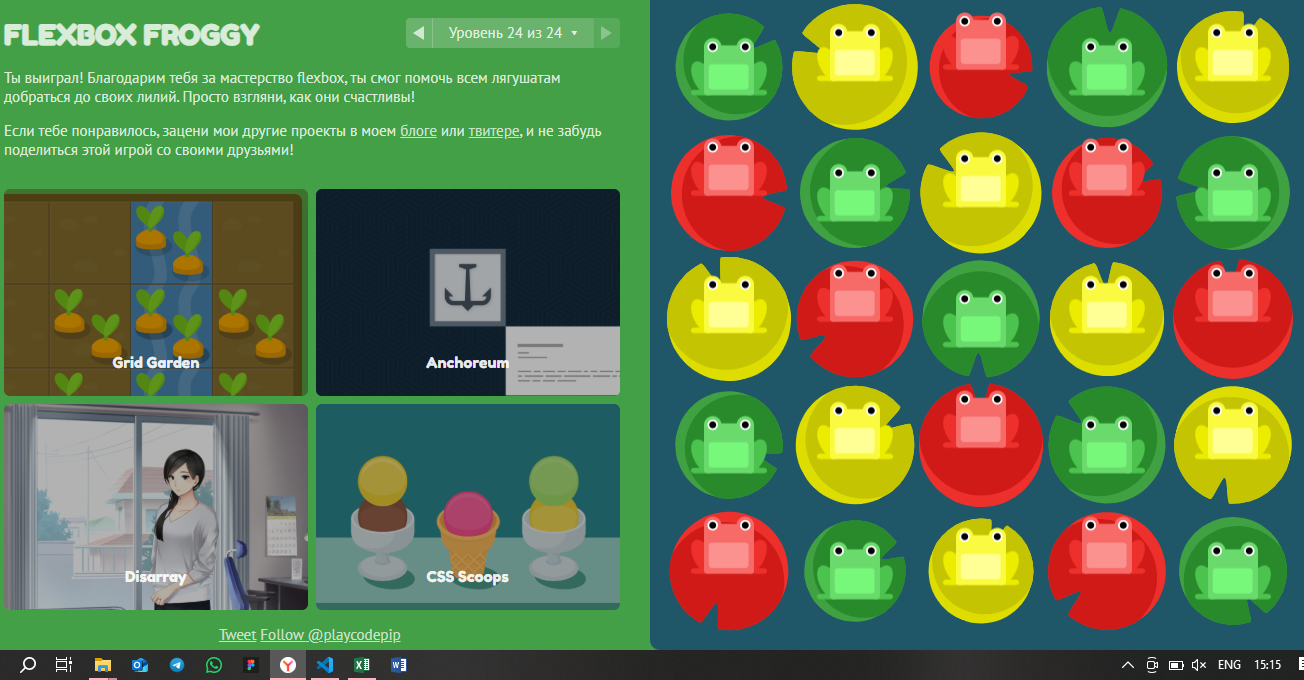 FLEXBOX FROGGY
Уровень 24 из 24
Ты выиграл! Благодарим тебя за мастерство flexbox, ты смог помочь всем лягушатам
добраться до своих лилий. Просто взгляни, как они счастливы!
Если тебе понравилось, зацени мои другие проекты в моем блоге или твитере, и не забудь
поделиться этой игрой со своими друзьями!
Grid Garden
Anchoreum
Disarray
CSS Scoops
Tweet Follow @playcodepip
ENG 15:15